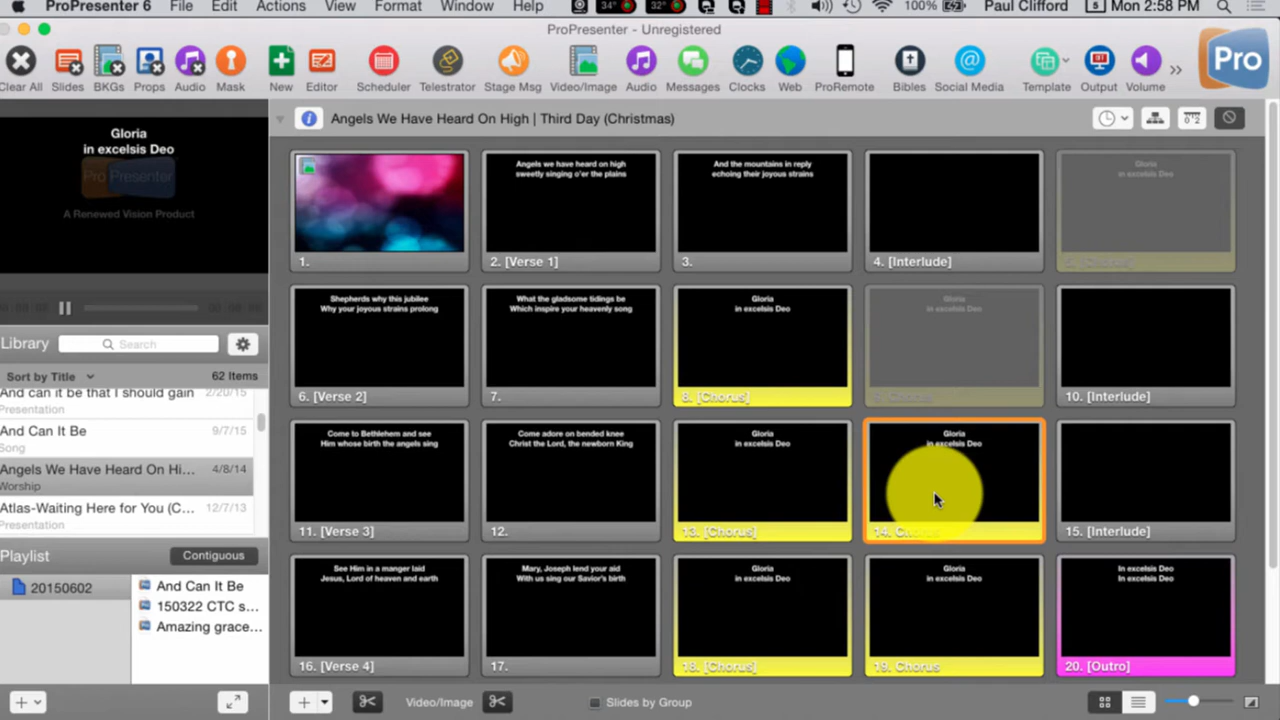 ProPresenter 6 File Edit Actions View Format Window Help 34° 32° 100% Paul Clifford 5 Mon 2:58 PM
ProPresenter - Unregistered
Clear All Slides BKGs Props Audio Mask New Editor Scheduler Telestrator Stage Msg Video/Image Audio Messages Clocks Web ProRemote Bibles Social Media Template Output Volume Pro
Angels We Have Heard On High | Third Day (Christmas)
Gloria
in excelsis Deo
ProPresenter
A Renewed Vision Product
Library Search
Sort by Title 62 Items
And can it be that I should gain 2/20/15
Presentation
And Can It Be 9/7/15
Song
Angels We Have Heard On Hi... 4/8/14
Worship
Atlas-Waiting Here for You (C... 12/7/13
Presentation
Playlist Contiguous
20150602
And Can It Be
150322 CTC s...
Amazing grace...
1.
Angels we have heard on high
sweetly singing o'er the plains
2. [Verse 1]
And the mountains in reply
echoing their joyous strains
3.
4. [Interlude]
Gloria
in excelsis Deo
5. [Chorus]
Shepherds why this jubilee
Why your joyous strains prolong
6. [Verse 2]
What the gladsome tidings be
Which inspire your heavenly song
7.
Gloria
in excelsis Deo
8. [Chorus]
Gloria
in excelsis Deo
9. Chorus
10. [Interlude]
Come to Bethlehem and see
Him whose birth the angels sing
11. [Verse 3]
Come adore on bended knee
Christ the Lord, the newborn King
12.
Gloria
in excelsis Deo
13. [Chorus]
Gloria
in excelsis Deo
14. Chorus
15. [Interlude]
See Him in a manger laid
Jesus, Lord of heaven and earth
16. [Verse 4]
Mary, Joseph lend your aid
With us sing our Savior's birth
17.
Gloria
in excelsis Deo
18. [Chorus]
Gloria
in excelsis Deo
19. Chorus
In excelsis Deo
In excelsis Deo
20. [Outro]
Video/Image Slides by Group